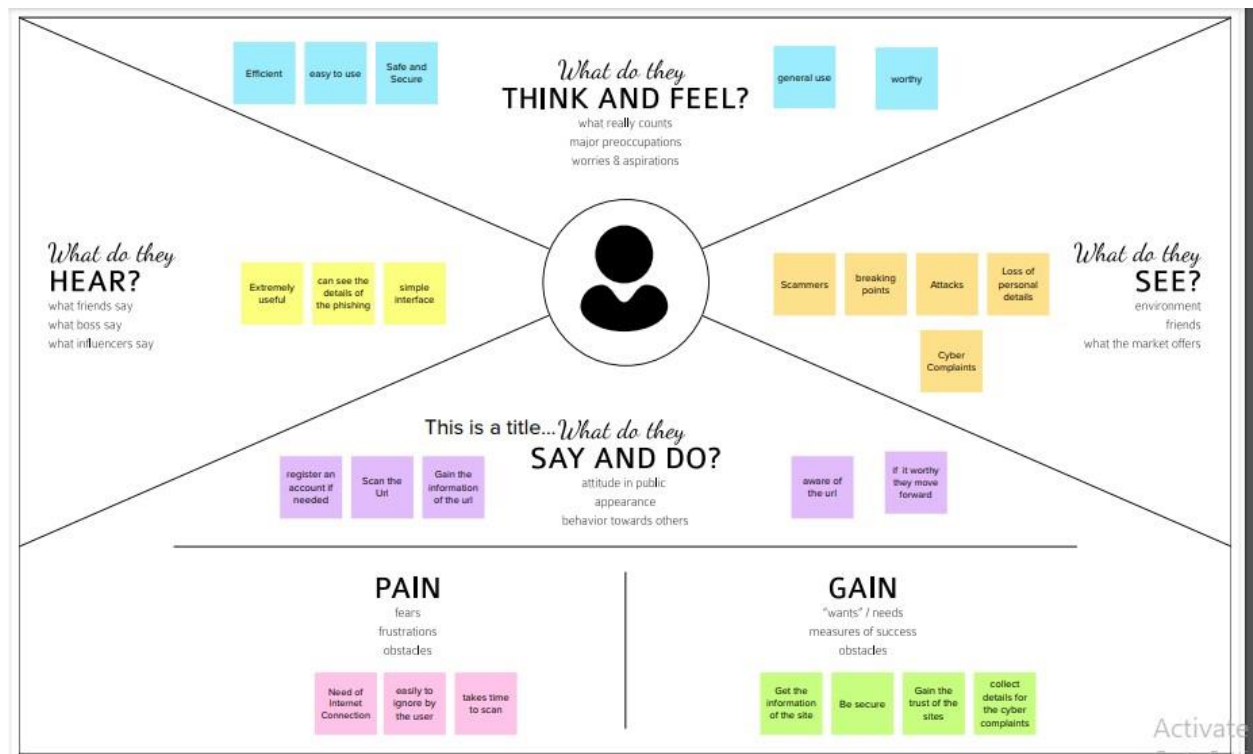 Efficient
easy to use
Safe and
Secure
What do they
THINK AND FEEL?
what really counts
major preoccupations
worries & aspirations
general use
worthy
What do they
HEAR?
what friends say
what boss say
what influencers say
Extremely
useful
can see the
details of
the phishing
simple
interface
Scammers
breaking
points
Attacks
Loss of
personal
details
Cyber
Complaints
What do they
SEE?
environment
friends
what the market offers
This is a title...
What do they
SAY AND DO?
attitude in public
appearance
behavior towards others
register an
account if
needed
Scan the
Url
Gain the
information
of the url
aware of
the url
if it worthy
they move
forward
PAIN
fears
frustrations
obstacles
Need of
Internet
Connection
easily to
ignore by
the user
takes time
to scan
GAIN
"wants" / needs
measures of success
obstacles
Get the
information
of the site
Be secure
Gain the
trust of the
sites
collect
details for
the cyber
complaints
Activate